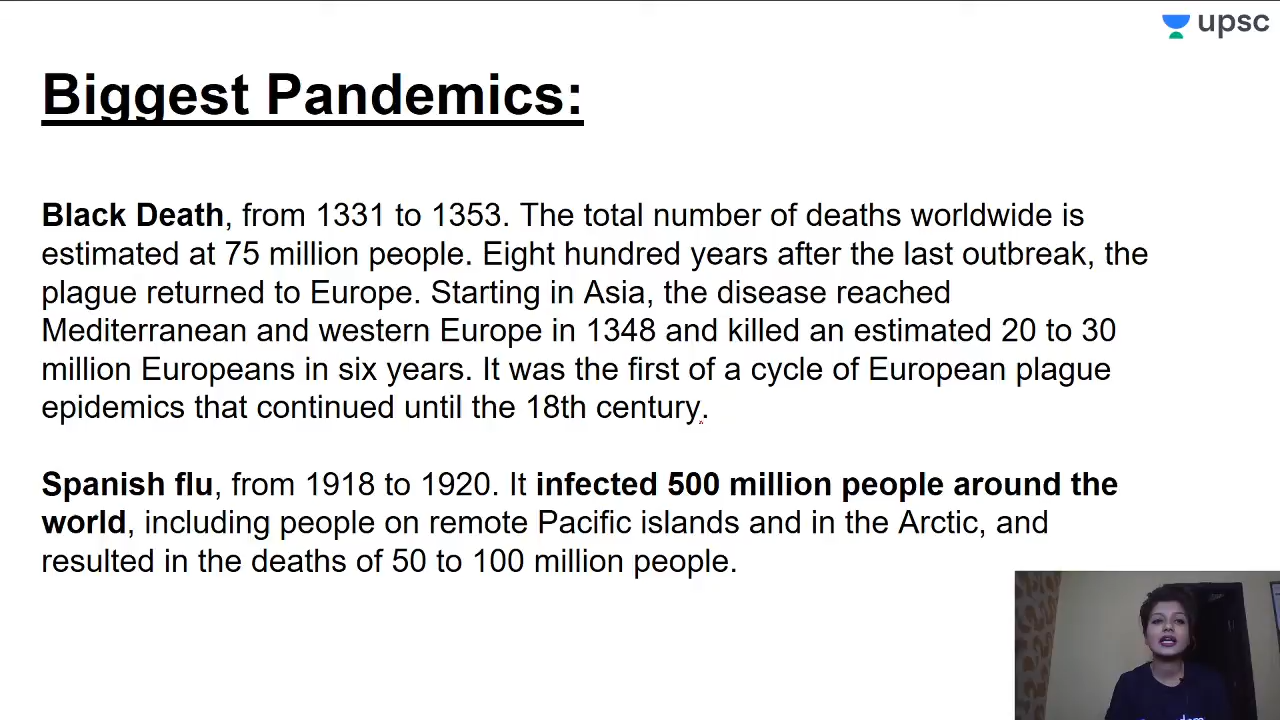 upsc
Biggest Pandemics:
Black Death, from 1331 to 1353. The total number of deaths worldwide is
estimated at 75 million people. Eight hundred years after the last outbreak, the
plague returned to Europe. Starting in Asia, the disease reached
Mediterranean and western Europe in 1348 and killed an estimated 20 to 30
million Europeans in six years. It was the first of a cycle of European plague
epidemics that continued until the 18th century.
Spanish flu, from 1918 to 1920. It infected 500 million people around the
world, including people on remote Pacific islands and in the Arctic, and
resulted in the deaths of 50 to 100 million people.